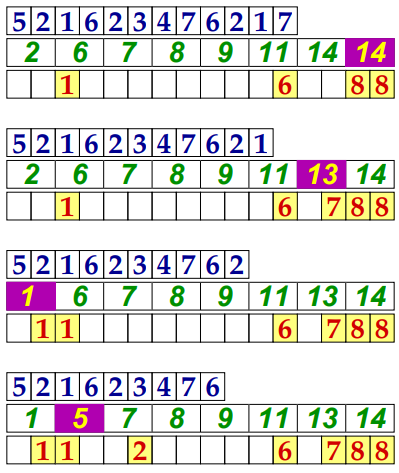 5 2 1 6 2 3 4 7 6 2 1 7
2 6 7 8 9 11 14 14
1 6 8 8
5 2 1 6 2 3 4 7 6 2 1
2 6 7 8 9 11 13 14
1 6 7 8 8
5 2 1 6 2 3 4 7 6 2
1 6 7 8 9 11 13 14
1 1 6 7 8 8
5 2 1 6 2 3 4 7 6
1 5 7 8 9 11 13 14
1 1 2 6 7 8 8